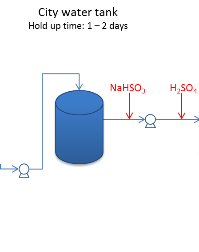 City water tank
Hold up time: 1 – 2 days
NaHSO₃
H₂SO₄